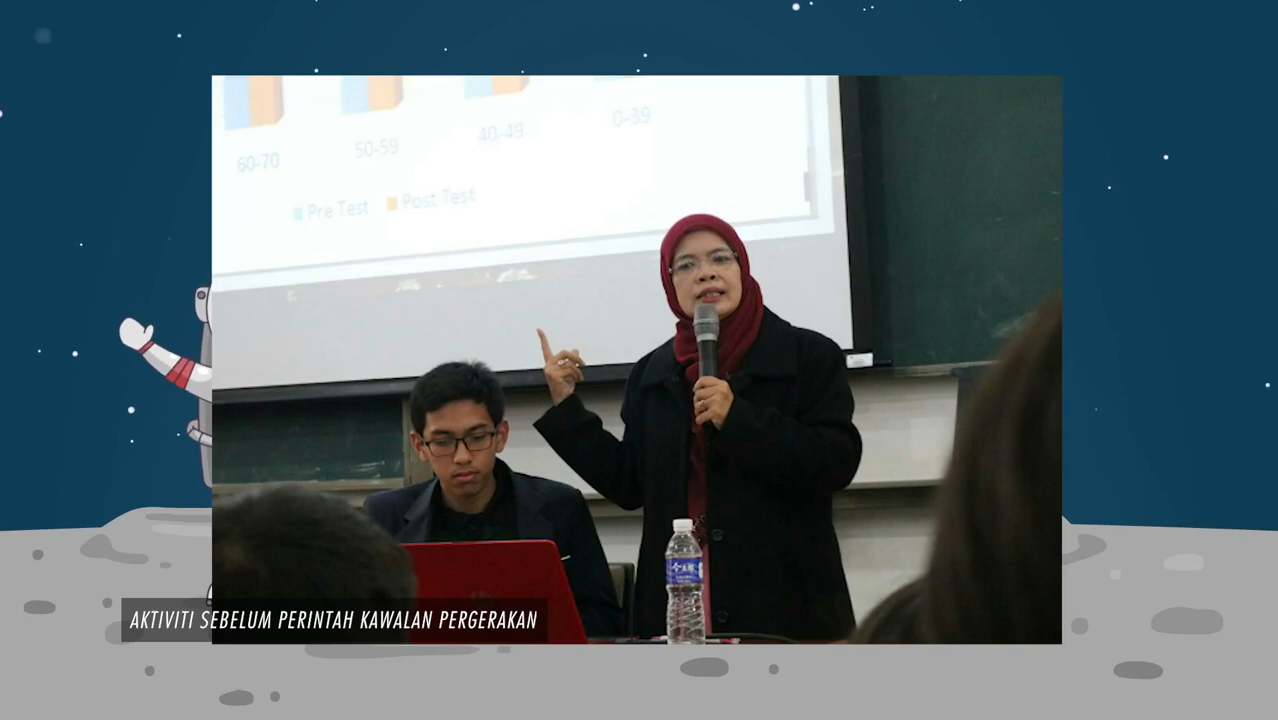 60-70
50-59
40-49
0-39
Pre Test
Post Test
AKTIVITI SEBELUM PERINTAH KAWALAN PERGERAKAN